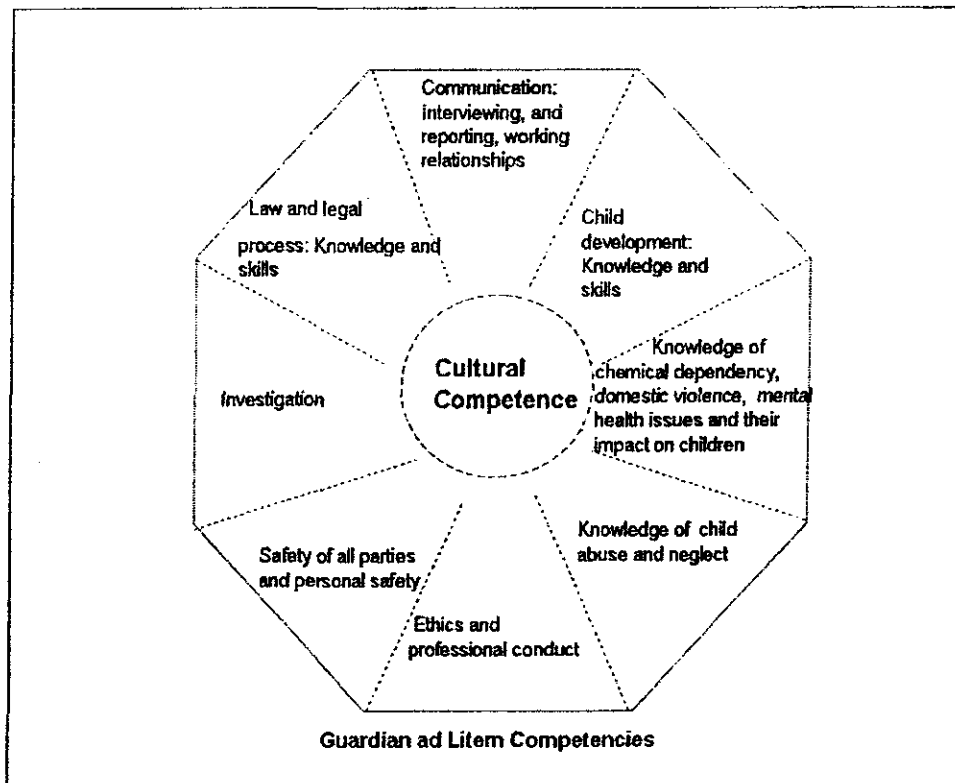 Communication:
interviewing, and
reporting, working
relationships
Law and legal
process: Knowledge and
skills
Child
development:
Knowledge and
skills
Cultural
Competence
Knowledge of
chemical dependency,
domestic violence, mental
health issues and their
impact on children
Investigation
Knowledge of child
abuse and neglect
Safety of all parties
and personal safety
Ethics and
professional conduct
Guardian ad Litem Competencies